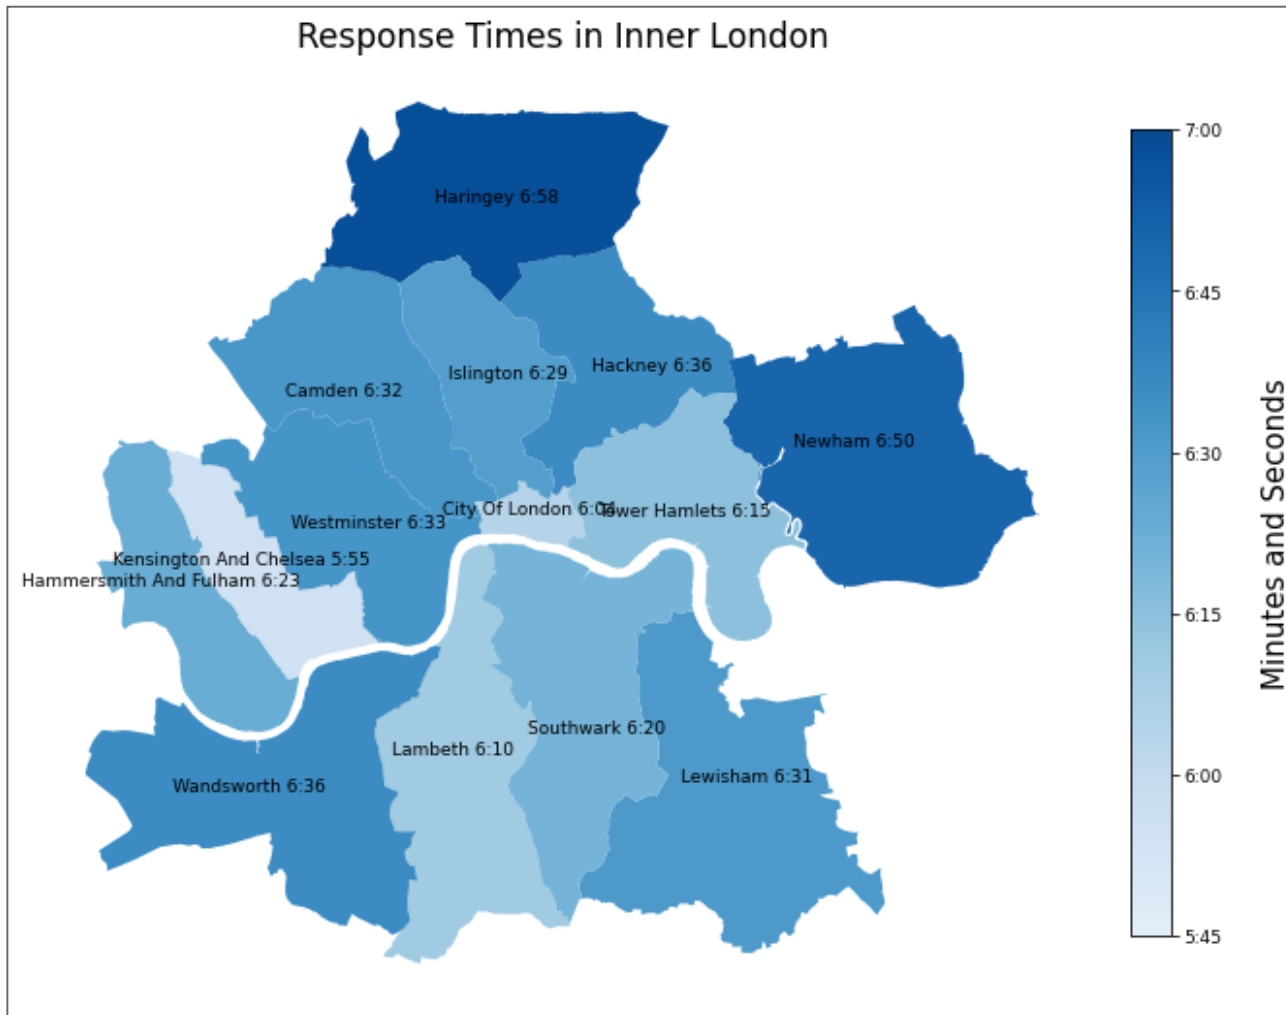 Response Times in Inner London
7:00
Haringey 6:58
6:45
Islington 6:29
Hackney 6:36
Camden 6:32
Newham 6:50
6:30
City Of London 6:04
Tower Hamlets 6:15
Westminster 6:33
Kensington And Chelsea 5:55
Hammersmith And Fulham 6:23
6:15
Minutes and Seconds
Southwark 6:20
Lambeth 6:10
6:00
Lewisham 6:31
Wandsworth 6:36
5:45